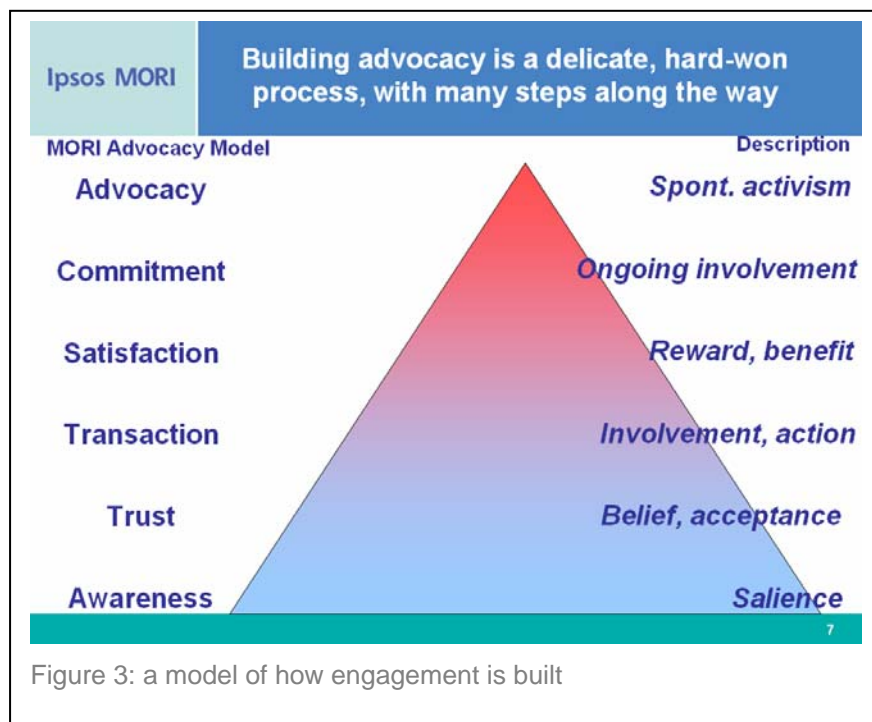 Ipsos MORI
Building advocacy is a delicate, hard-won
process, with many steps along the way
MORI Advocacy Model
Description
Advocacy
Spont. activism
Commitment
Ongoing involvement
Satisfaction
Reward, benefit
Transaction
Involvement, action
Trust
Belief, acceptance
Awareness
Salience
7
Figure 3: a model of how engagement is built